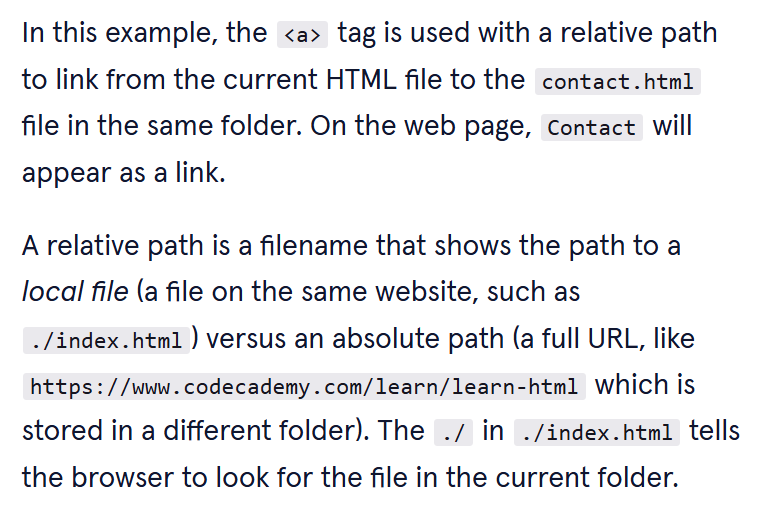 In this example, the <a> tag is used with a relative path
to link from the current HTML file to the contact.html
file in the same folder. On the web page, Contact will
appear as a link.
A relative path is a filename that shows the path to a
local file (a file on the same website, such as
./index.html) versus an absolute path (a full URL, like
https://www.codecademy.com/learn/learn-html which is
stored in a different folder). The ./ in ./index.html tells
the browser to look for the file in the current folder.